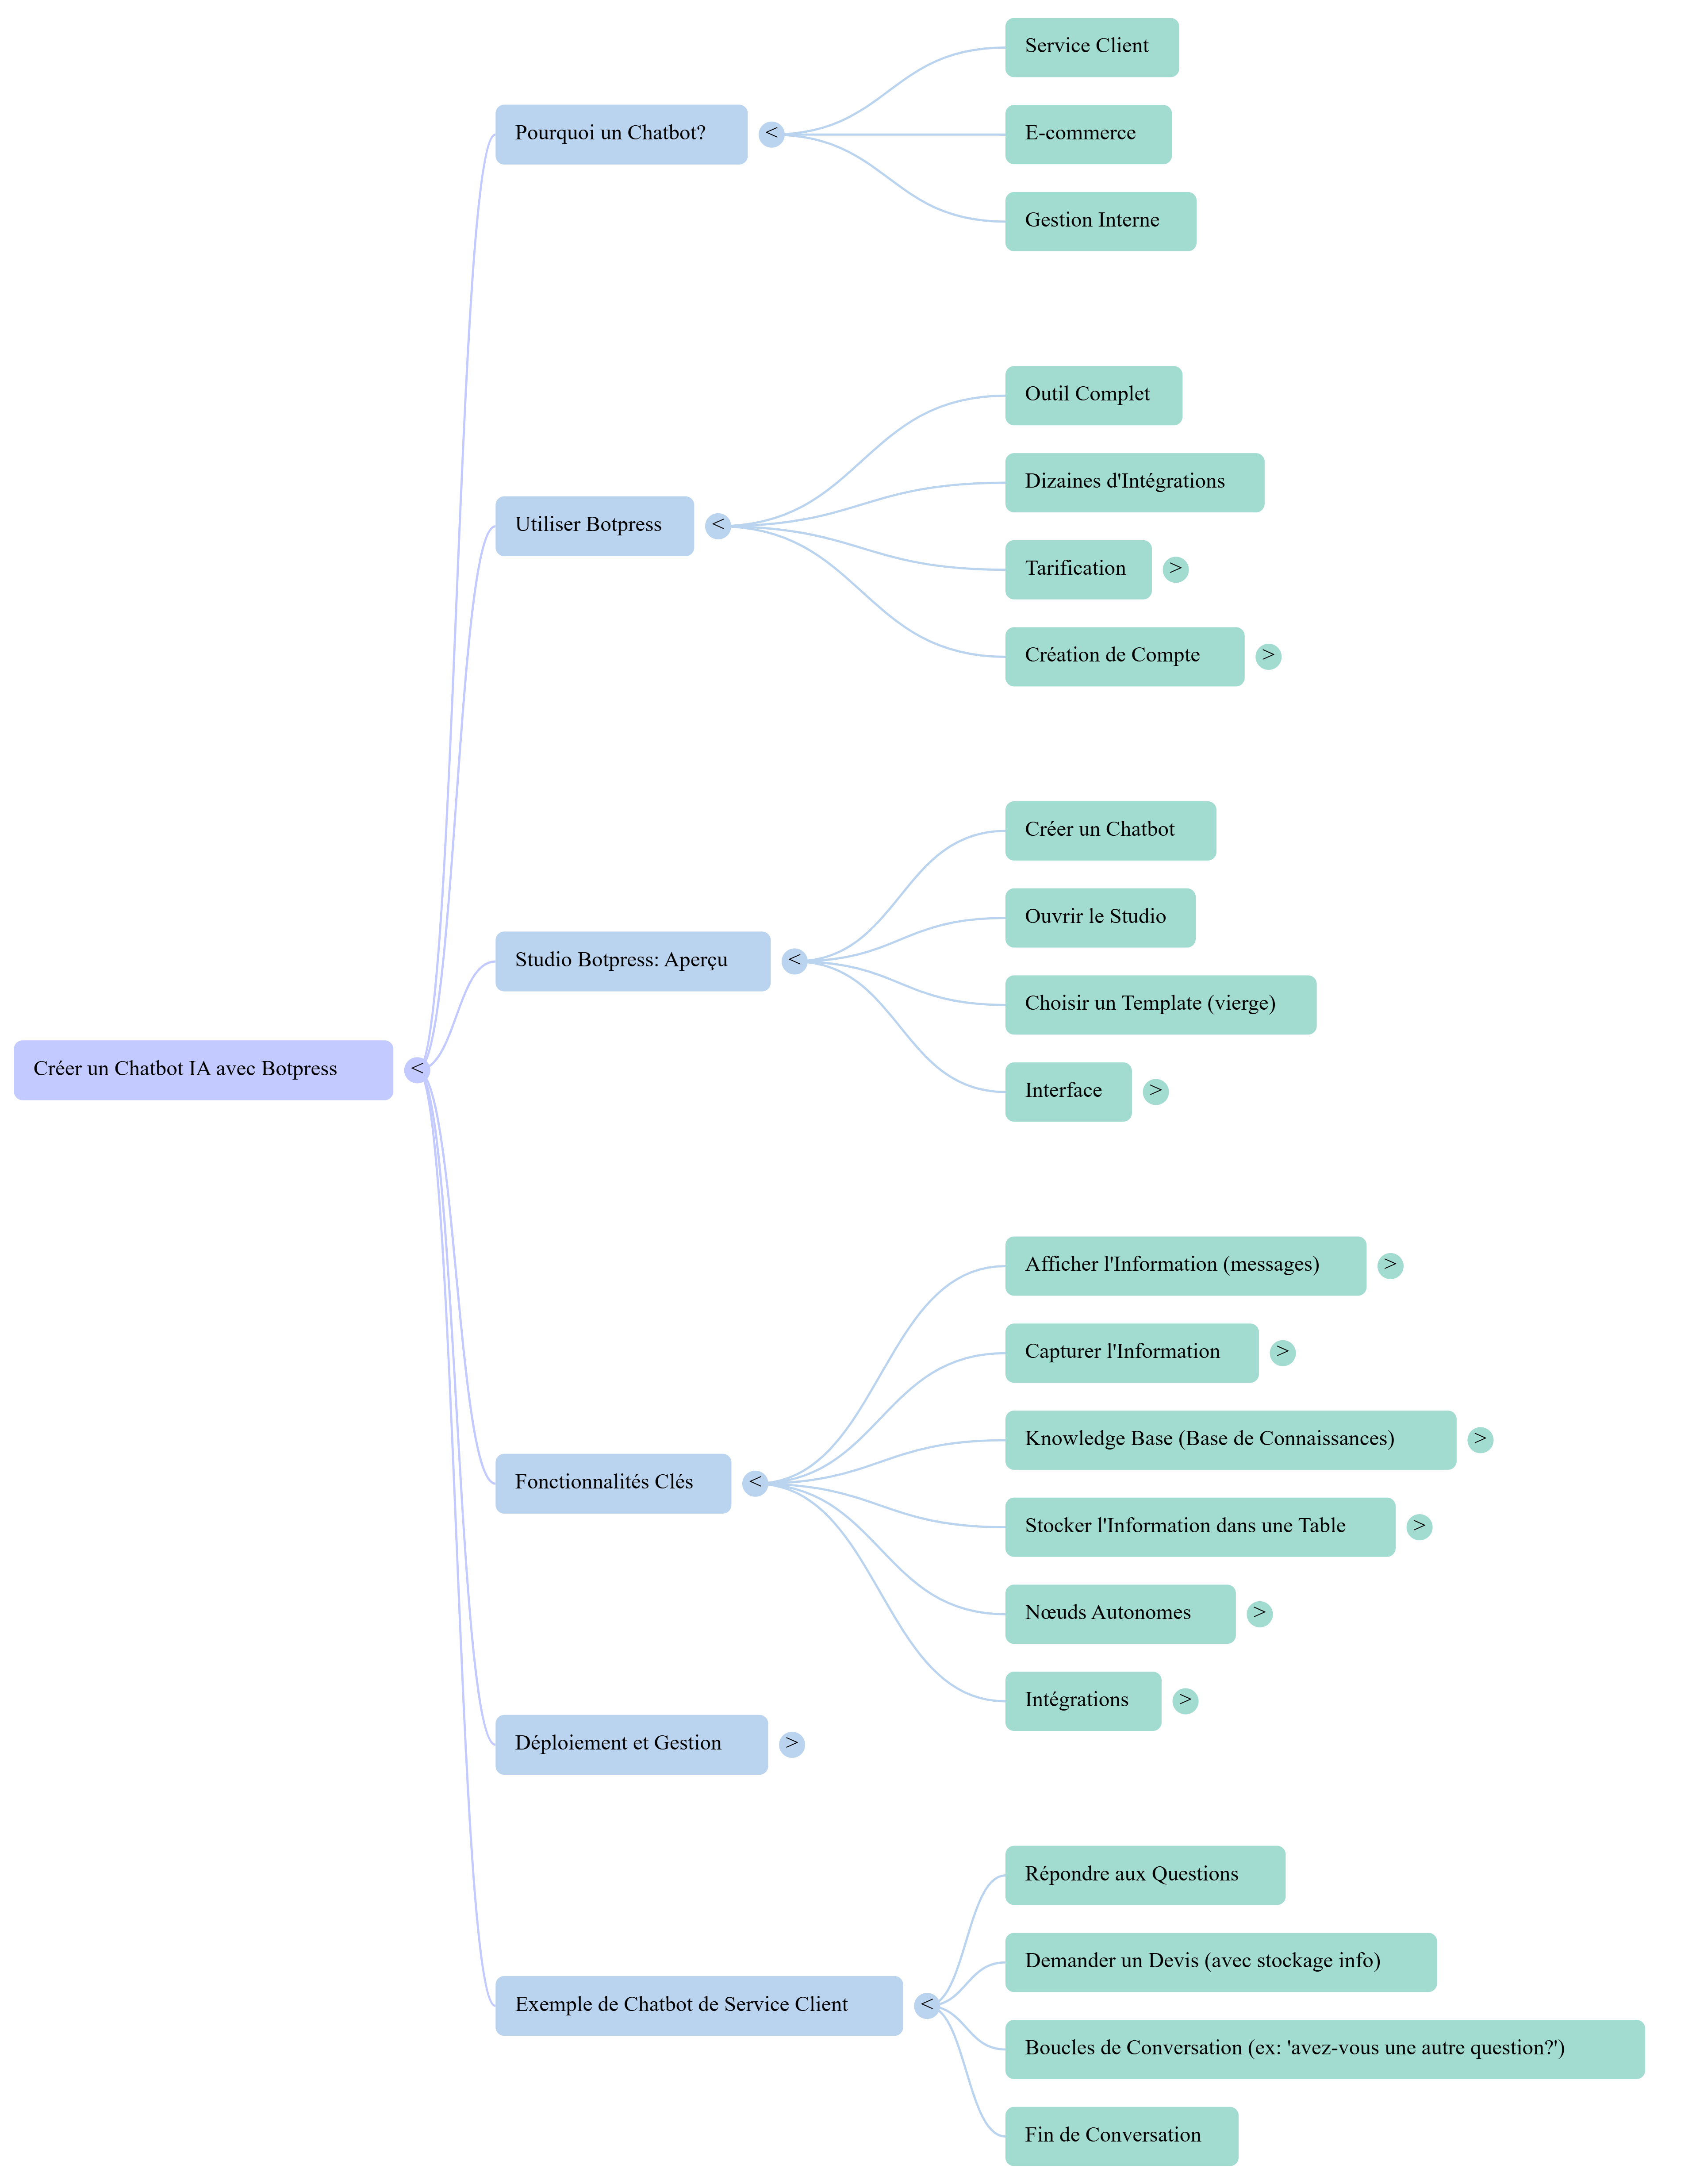 Créer un Chatbot IA avec Botpress
<
Pourquoi un Chatbot?
<
Service Client
E-commerce
Gestion Interne
Utiliser Botpress
<
Outil Complet
Dizaines d'Intégrations
Tarification
>
Création de Compte
>
Studio Botpress: Aperçu
<
Créer un Chatbot
Ouvrir le Studio
Choisir un Template (vierge)
Interface
>
Fonctionnalités Clés
<
Afficher l'Information (messages)
>
Capturer l'Information
>
Knowledge Base (Base de Connaissances)
>
Stocker l'Information dans une Table
>
Nœuds Autonomes
>
Intégrations
>
Déploiement et Gestion
>
Exemple de Chatbot de Service Client
<
Répondre aux Questions
Demander un Devis (avec stockage info)
Boucles de Conversation (ex: 'avez-vous une autre question?')
Fin de Conversation